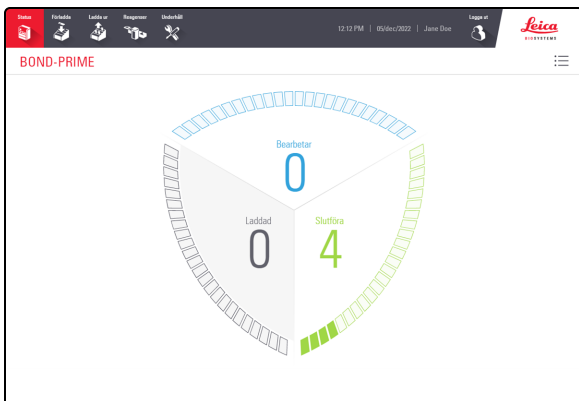 Status
Förladda
Ladda ur
Reagenser
Underhåll
12:12 PM | 05/dec/2022 | Jane Doe
Logga ut
Leica
BIOSYSTEMS
BOND-PRIME
Bearbetar
0
Laddad
0
Slutföra
4